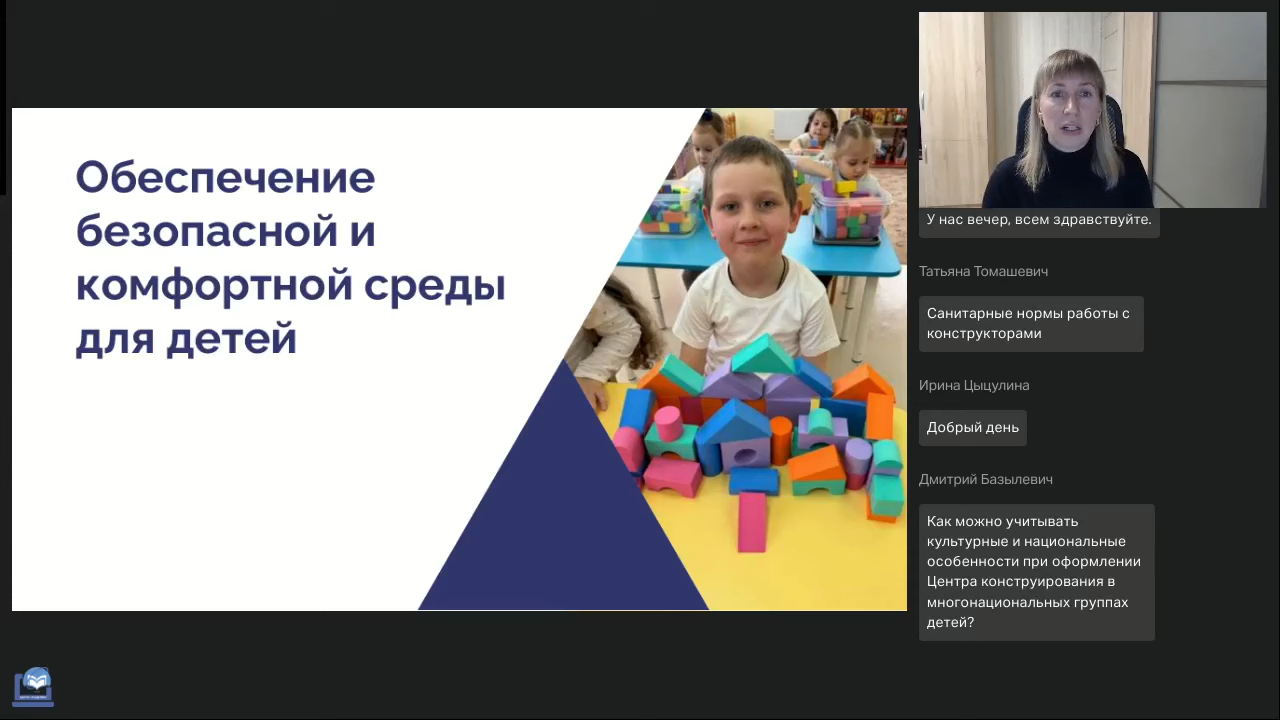 Обеспечение
безопасной и
комфортной среды
для детей
У нас вечер, всем здравствуйте.
Татьяна Томашевич
Санитарные нормы работы с
конструкторами
Ирина Цыцулина
Добрый день
Дмитрий Базылевич
Как можно учитывать
культурные и национальные
особенности при оформлении
Центра конструирования в
многонациональных группах
детей?